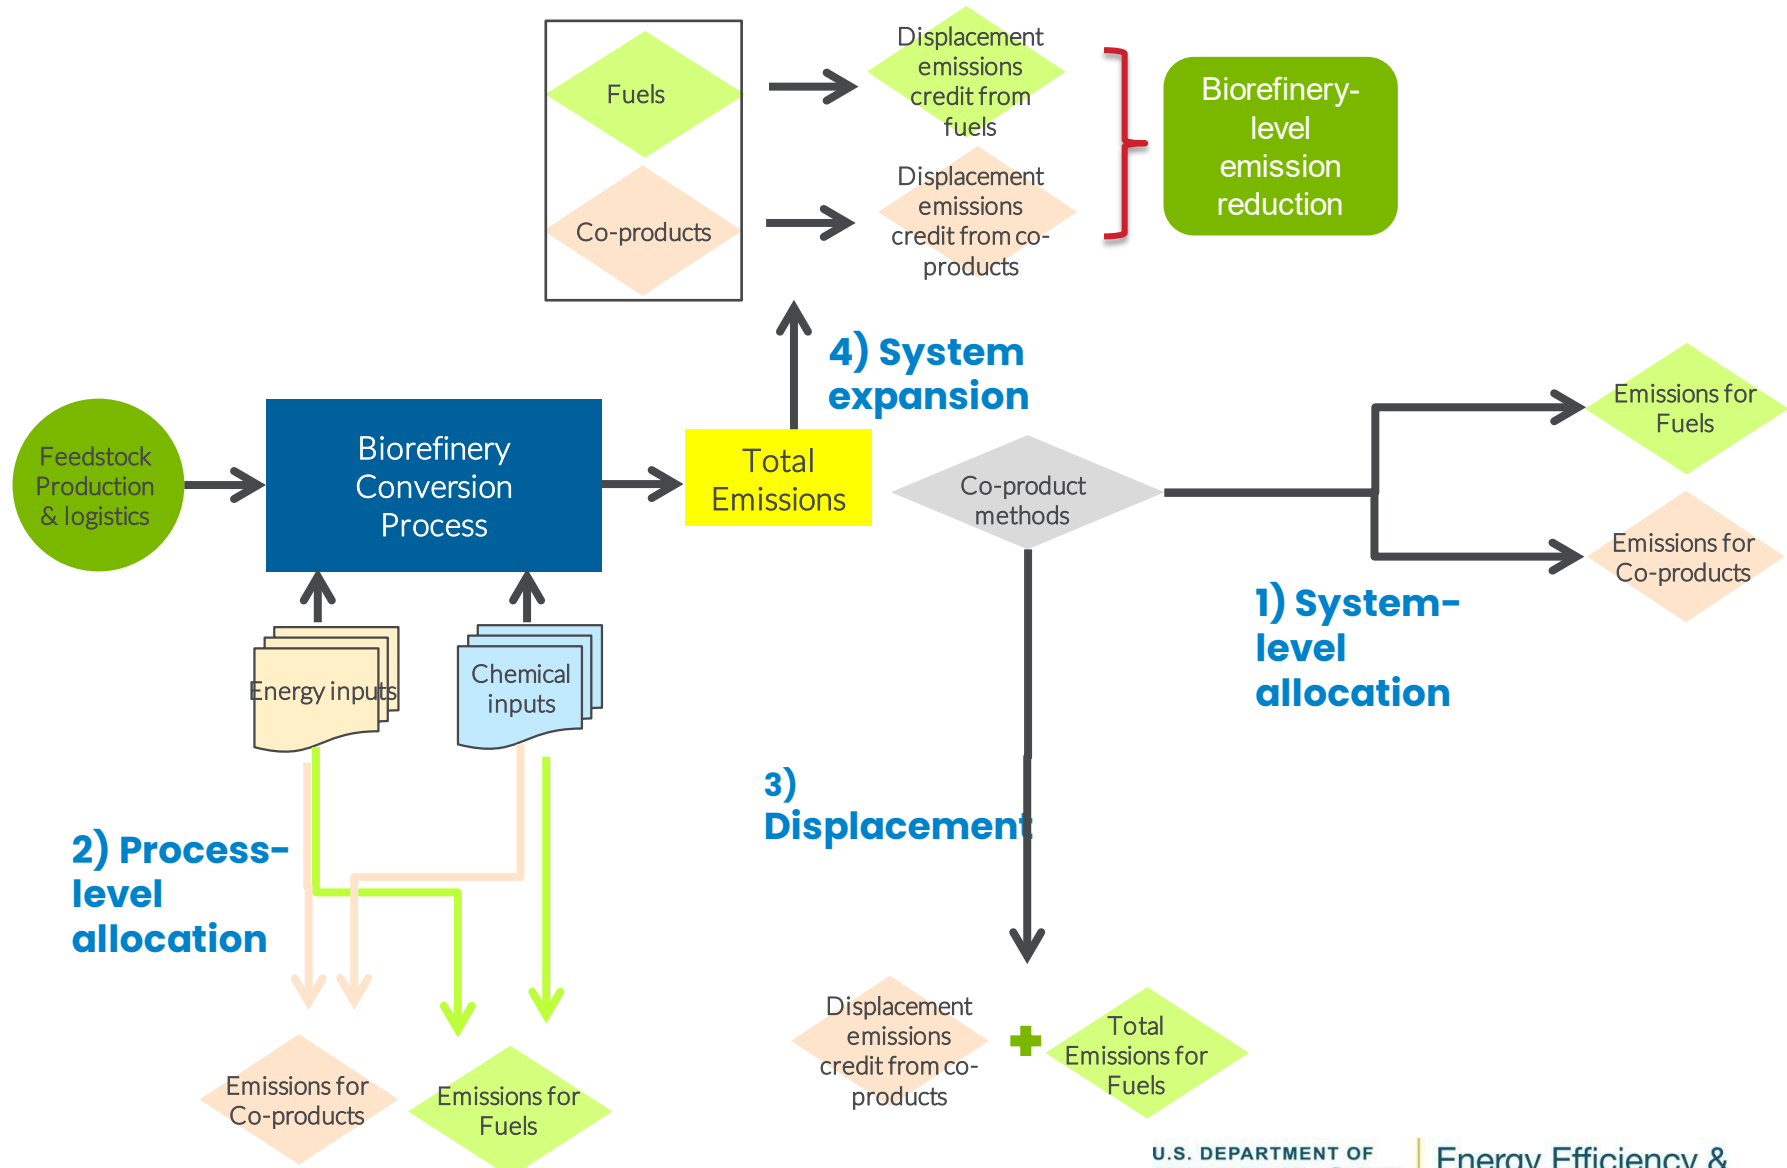 Fuels
Displacement
emissions
credit from
fuels
Co-products
Displacement
emissions
credit from co-
products
Biorefinery-
level
emission
reduction
4) System
expansion
Feedstock
Production
& logistics
Biorefinery
Conversion
Process
Total
Emissions
Co-product
methods
Emissions for
Fuels
Emissions for
Co-products
1) System-
level
allocation
Energy inputs
Chemical
inputs
2) Process-
level
allocation
3)
Displacement
Emissions for
Co-products
Emissions for
Fuels
Displacement
emissions
credit from co-
products
Total
Emissions for
Fuels
U.S. DEPARTMENT OF
Energy Efficiency &